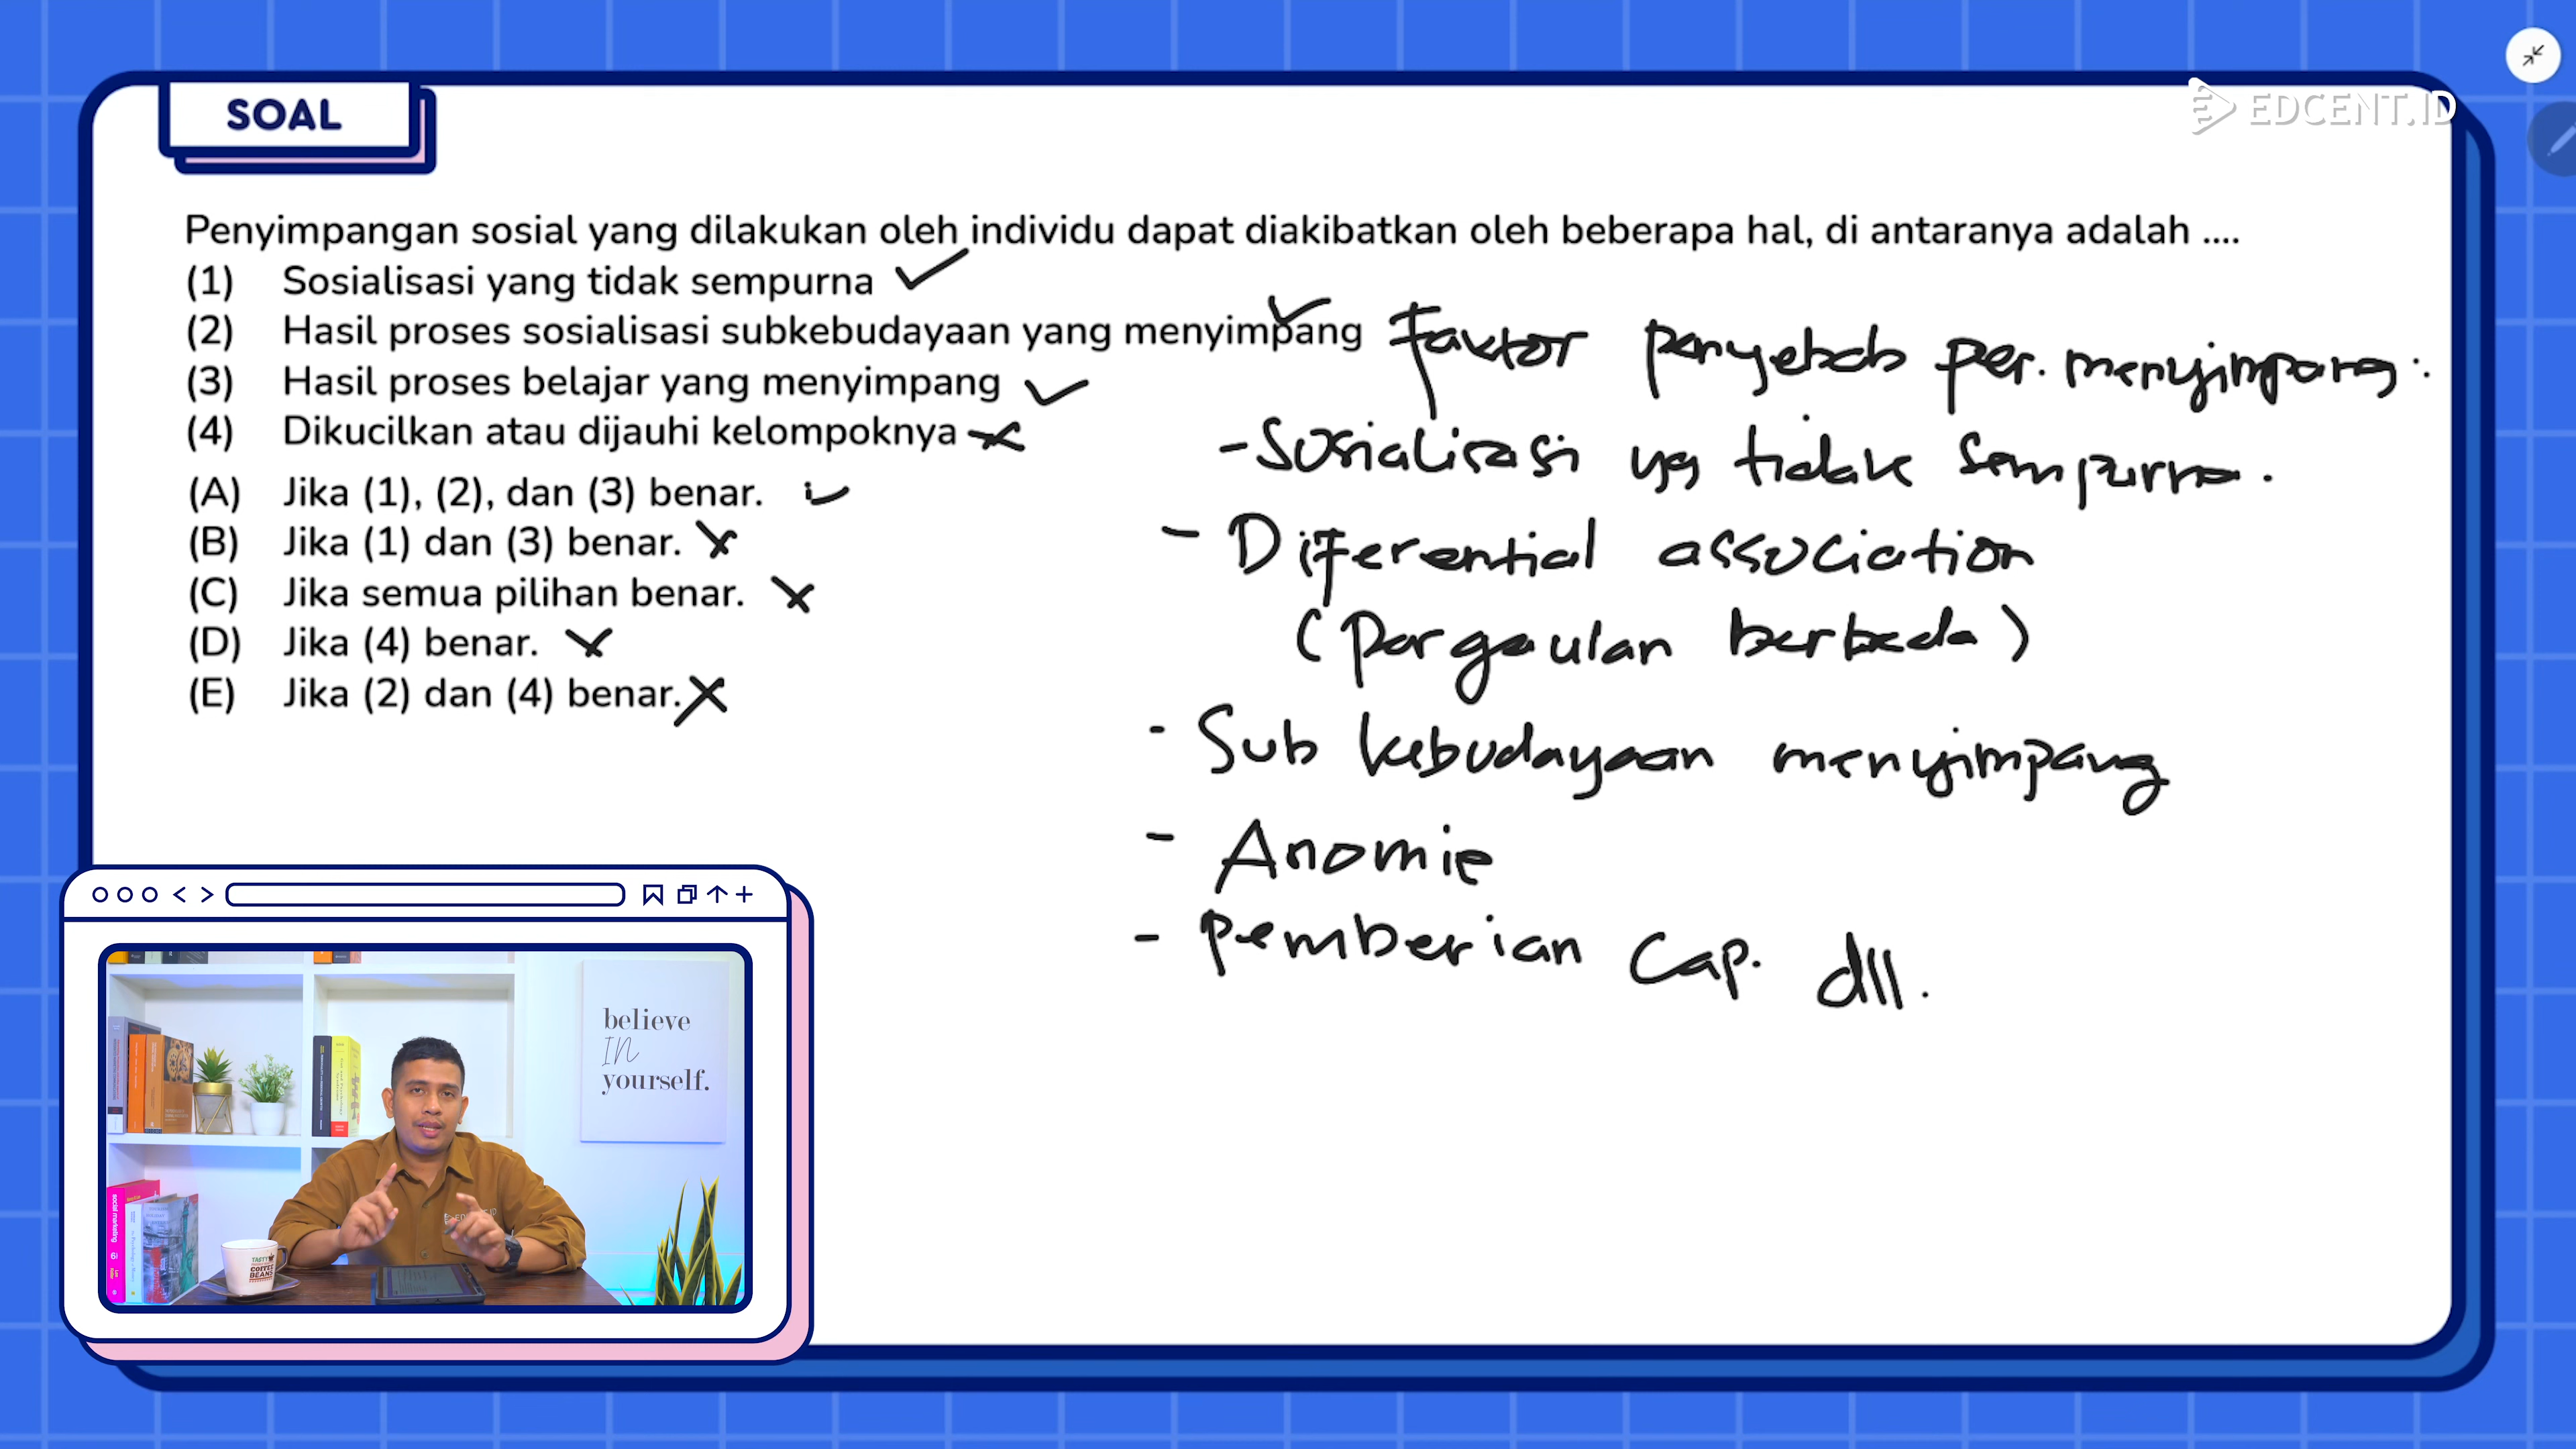 SOAL
EDCENT.ID
Penyimpangan sosial yang dilakukan oleh individu dapat diakibatkan oleh beberapa hal, di antaranya adalah ....
(1) Sosialisasi yang tidak sempurna
(2) Hasil proses sosialisasi subkebudayaan yang menyimpang
(3) Hasil proses belajar yang menyimpang
(4) Dikucilkan atau dijauhi kelompoknya
(A) Jika (1), (2), dan (3) benar.
(B) Jika (1) dan (3) benar.
(C) Jika semua pilihan benar.
(D) Jika (4) benar.
(E) Jika (2) dan (4) benar.
Faktor penyebab per. menyimpang :
- Sosialisasi yg tidak sempurna.
- Diferential association
(Pergaulan berbeda)
- Sub kebudayaan menyimpang
- Anomie
- Pemberian Cap. dll.
believe
IN
yourself.
COFFEE
BEANS